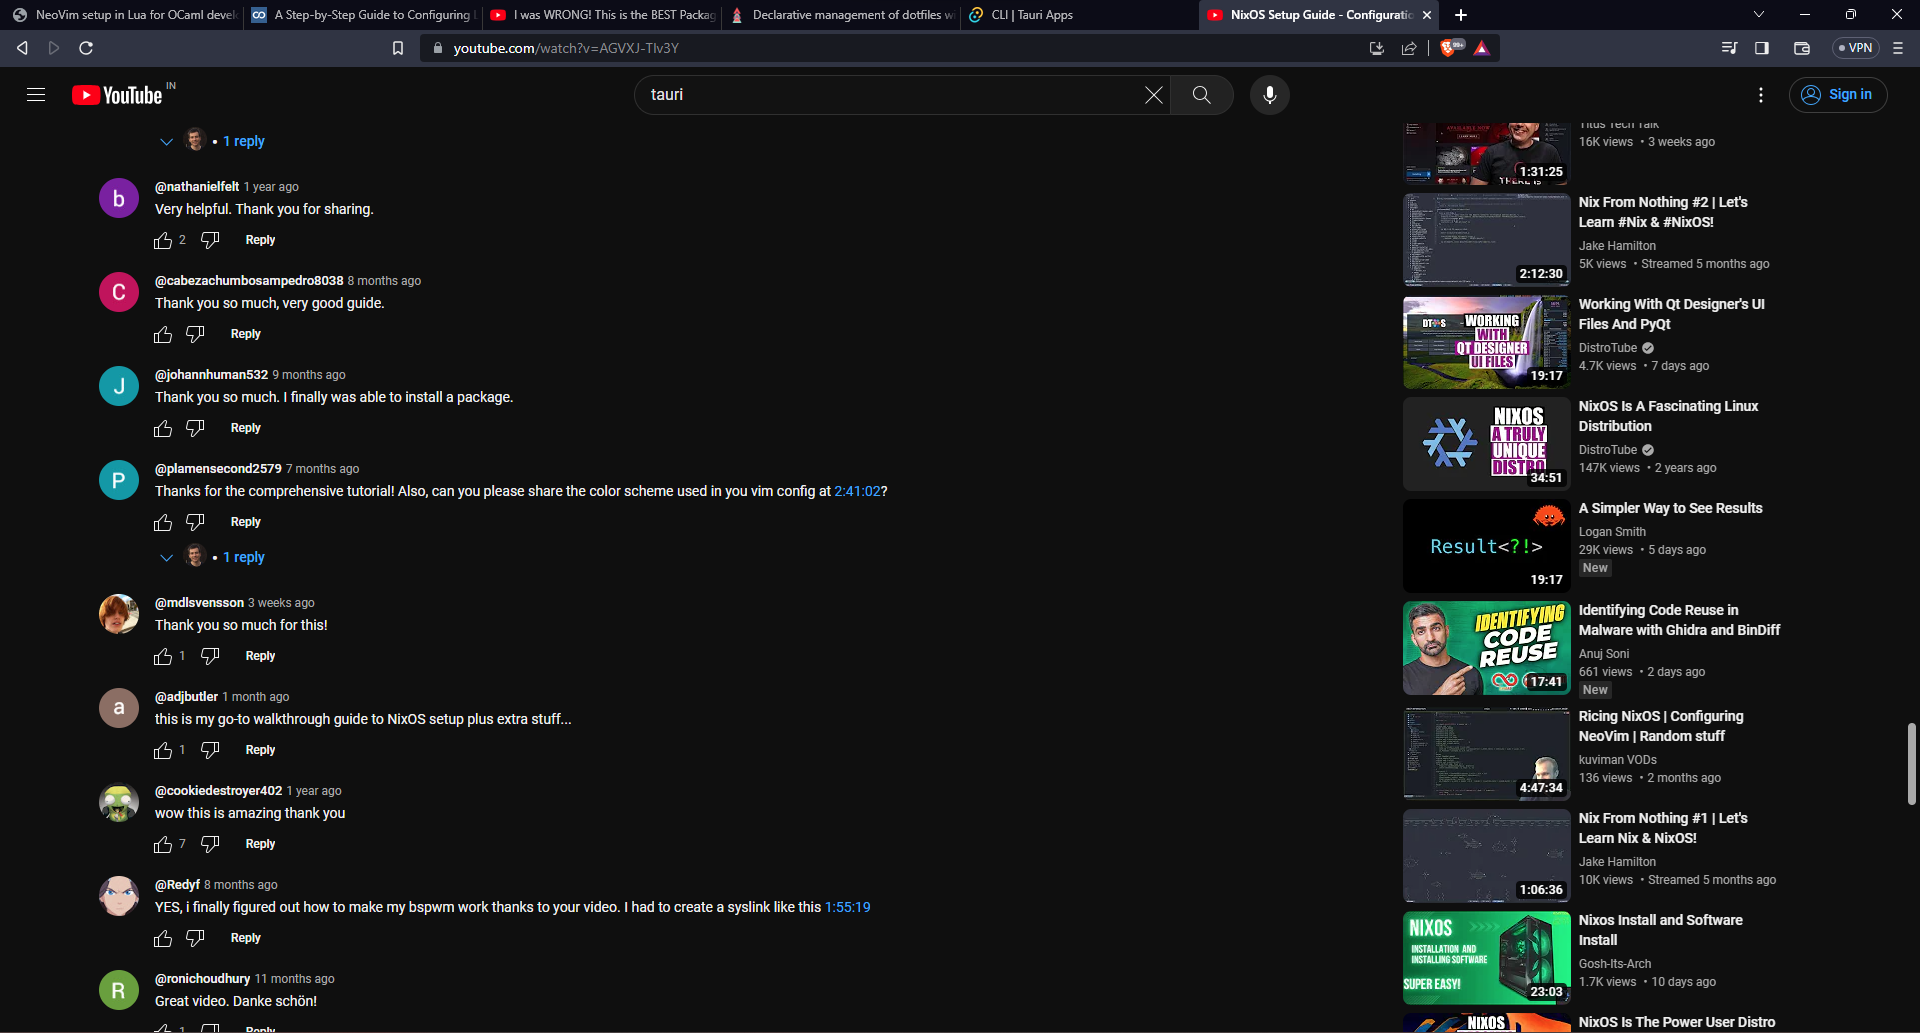 NeoVim setup in Lua for OCaml devel
A Step-by-Step Guide to Configuring
I was WRONG! This is the BEST Packag
Declarative management of dotfiles w
CLI | Tauri Apps
NixOS Setup Guide - Configuratio
youtube.com/watch?v=AGVXJ-TIv3Y
99+
VPN
YouTube IN
tauri
Sign in
• 1 reply
@nathanielfelt 1 year ago
Very helpful. Thank you for sharing.
2 Reply
@cabezachumbosampedro8038 8 months ago
Thank you so much, very good guide.
Reply
@johannhuman532 9 months ago
Thank you so much. I finally was able to install a package.
Reply
@plamensecond2579 7 months ago
Thanks for the comprehensive tutorial! Also, can you please share the color scheme used in you vim config at 2:41:02?
Reply
• 1 reply
@mdlsvensson 3 weeks ago
Thank you so much for this!
1 Reply
@adjbutler 1 month ago
this is my go-to walkthrough guide to NixOS setup plus extra stuff...
1 Reply
@cookiedestroyer402 1 year ago
wow this is amazing thank you
7 Reply
@Redyf 8 months ago
YES, i finally figured out how to make my bspwm work thanks to your video. I had to create a syslink like this 1:55:19
Reply
@ronichoudhury 11 months ago
Great video. Danke schön!
1 Reply
b
C
J
P
a
R
AVAILABLE NOW
THERE IS
1:31:25
Titus Tech Talk
16K views • 3 weeks ago
2:12:30
Nix From Nothing #2 | Let's
Learn #Nix & #NixOS!
Jake Hamilton
5K views • Streamed 5 months ago
DTOS
WORKING
WITH
QT DESIGNER
UI FILES
19:17
Working With Qt Designer's UI
Files And PyQt
DistroTube
4.7K views • 7 days ago
NIXOS
A TRULY
UNIQUE
DISTRO
34:51
NixOS Is A Fascinating Linux
Distribution
DistroTube
147K views • 2 years ago
Result<?!>
19:17
A Simpler Way to See Results
Logan Smith
29K views • 5 days ago
New
IDENTIFYING
CODE
REUSE
17:41
Identifying Code Reuse in
Malware with Ghidra and BinDiff
Anuj Soni
661 views • 2 days ago
New
4:47:34
Ricing NixOS | Configuring
NeoVim | Random stuff
kuviman VODs
136 views • 2 months ago
1:06:36
Nix From Nothing #1 | Let's
Learn Nix & NixOS!
Jake Hamilton
10K views • Streamed 5 months ago
NIXOS
INSTALLATION AND
INSTALLING SOFTWARE
SUPER EASY!
23:03
Nixos Install and Software
Install
Gosh-Its-Arch
1.7K views • 10 days ago
NIXOS
NixOS Is The Power User Distro